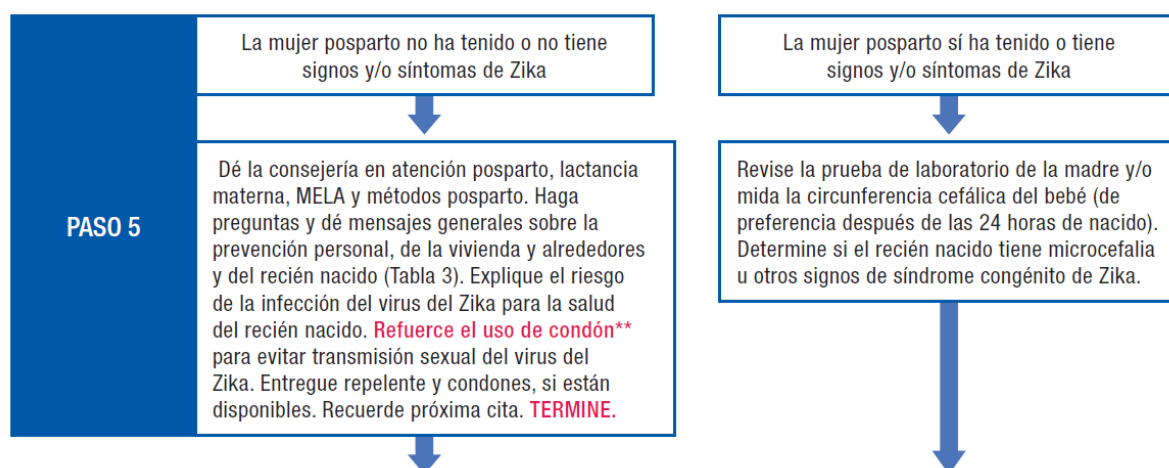 PASO 5
La mujer posparto no ha tenido o no tiene
signos y/o síntomas de Zika
Dé la consejería en atención posparto, lactancia
materna, MELA y métodos posparto. Haga
preguntas y dé mensajes generales sobre la
prevención personal, de la vivienda y alrededores
y del recién nacido (Tabla 3). Explique el riesgo
de la infección del virus del Zika para la salud
del recién nacido. Refuerce el uso de condón**
para evitar transmisión sexual del virus del
Zika. Entregue repelente y condones, si están
disponibles. Recuerde próxima cita. TERMINE.
La mujer posparto sí ha tenido o tiene
signos y/o síntomas de Zika
Revise la prueba de laboratorio de la madre y/o
mida la circunferencia cefálica del bebé (de
preferencia después de las 24 horas de nacido).
Determine si el recién nacido tiene microcefalia
u otros signos de síndrome congénito de Zika.